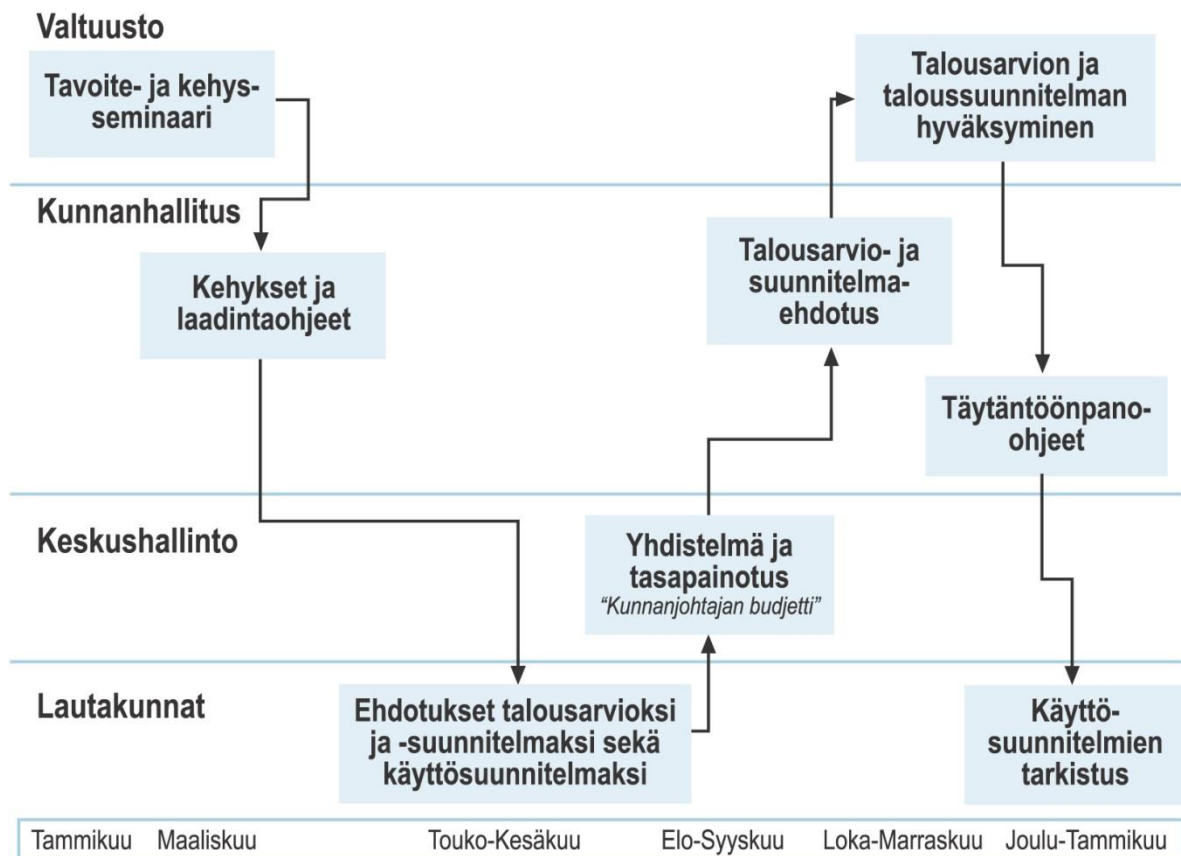 Valtuusto
Tavoite- ja kehys-
seminaari
Talousarvion ja
taloussuunnitelman
hyväksyminen
Kunnanhallitus
Kehykset ja
laadintaohjeet
Talousarvio- ja
suunnitelma-
ehdotus
Täytäntöönpano-
ohjeet
Keskushallinto
Yhdistelmä ja
tasapainotus
“Kunnanjohtajan budjetti”
Lautakunnat
Ehdotukset talousarvioksi
ja -suunnitelmaksi sekä
käyttösuunnitelmaksi
Käyttö-
suunnitelmien
tarkistus
Tammikuu Maaliskuu Touko-Kesäkuu Elo-Syyskuu Loka-Marraskuu Joulu-Tammikuu